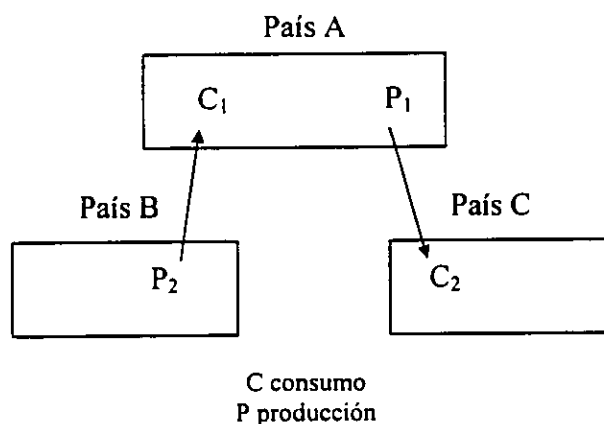 País A
C₁ P₁
País B País C
P₂ C₂
C consumo
P producción